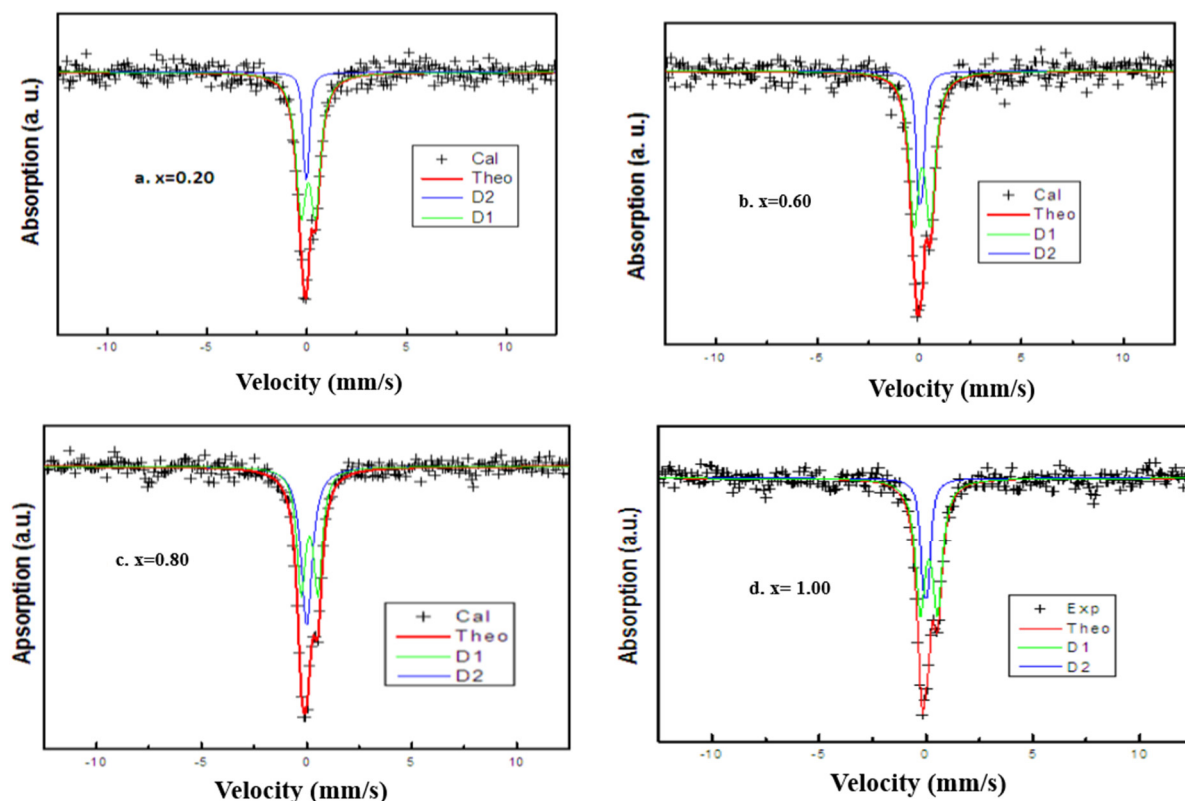 Absorption (a. u.)
a. x=0.20
Cal
Theo
D2
D1
-10 -5 0 5 10
Velocity (mm/s)
Absorption (a. u.)
b. x=0.60
Cal
Theo
D1
D2
-10 -5 0 5 10
Velocity (mm/s)
Apsorption (a.u.)
c. x=0.80
Cal
Theo
D1
D2
-10 -5 0 5 10
Velocity (mm/s)
Absorption (a.u.)
d. x= 1.00
Exp
Theo
D1
D2
-10 -5 0 5 10
Velocity (mm/s)